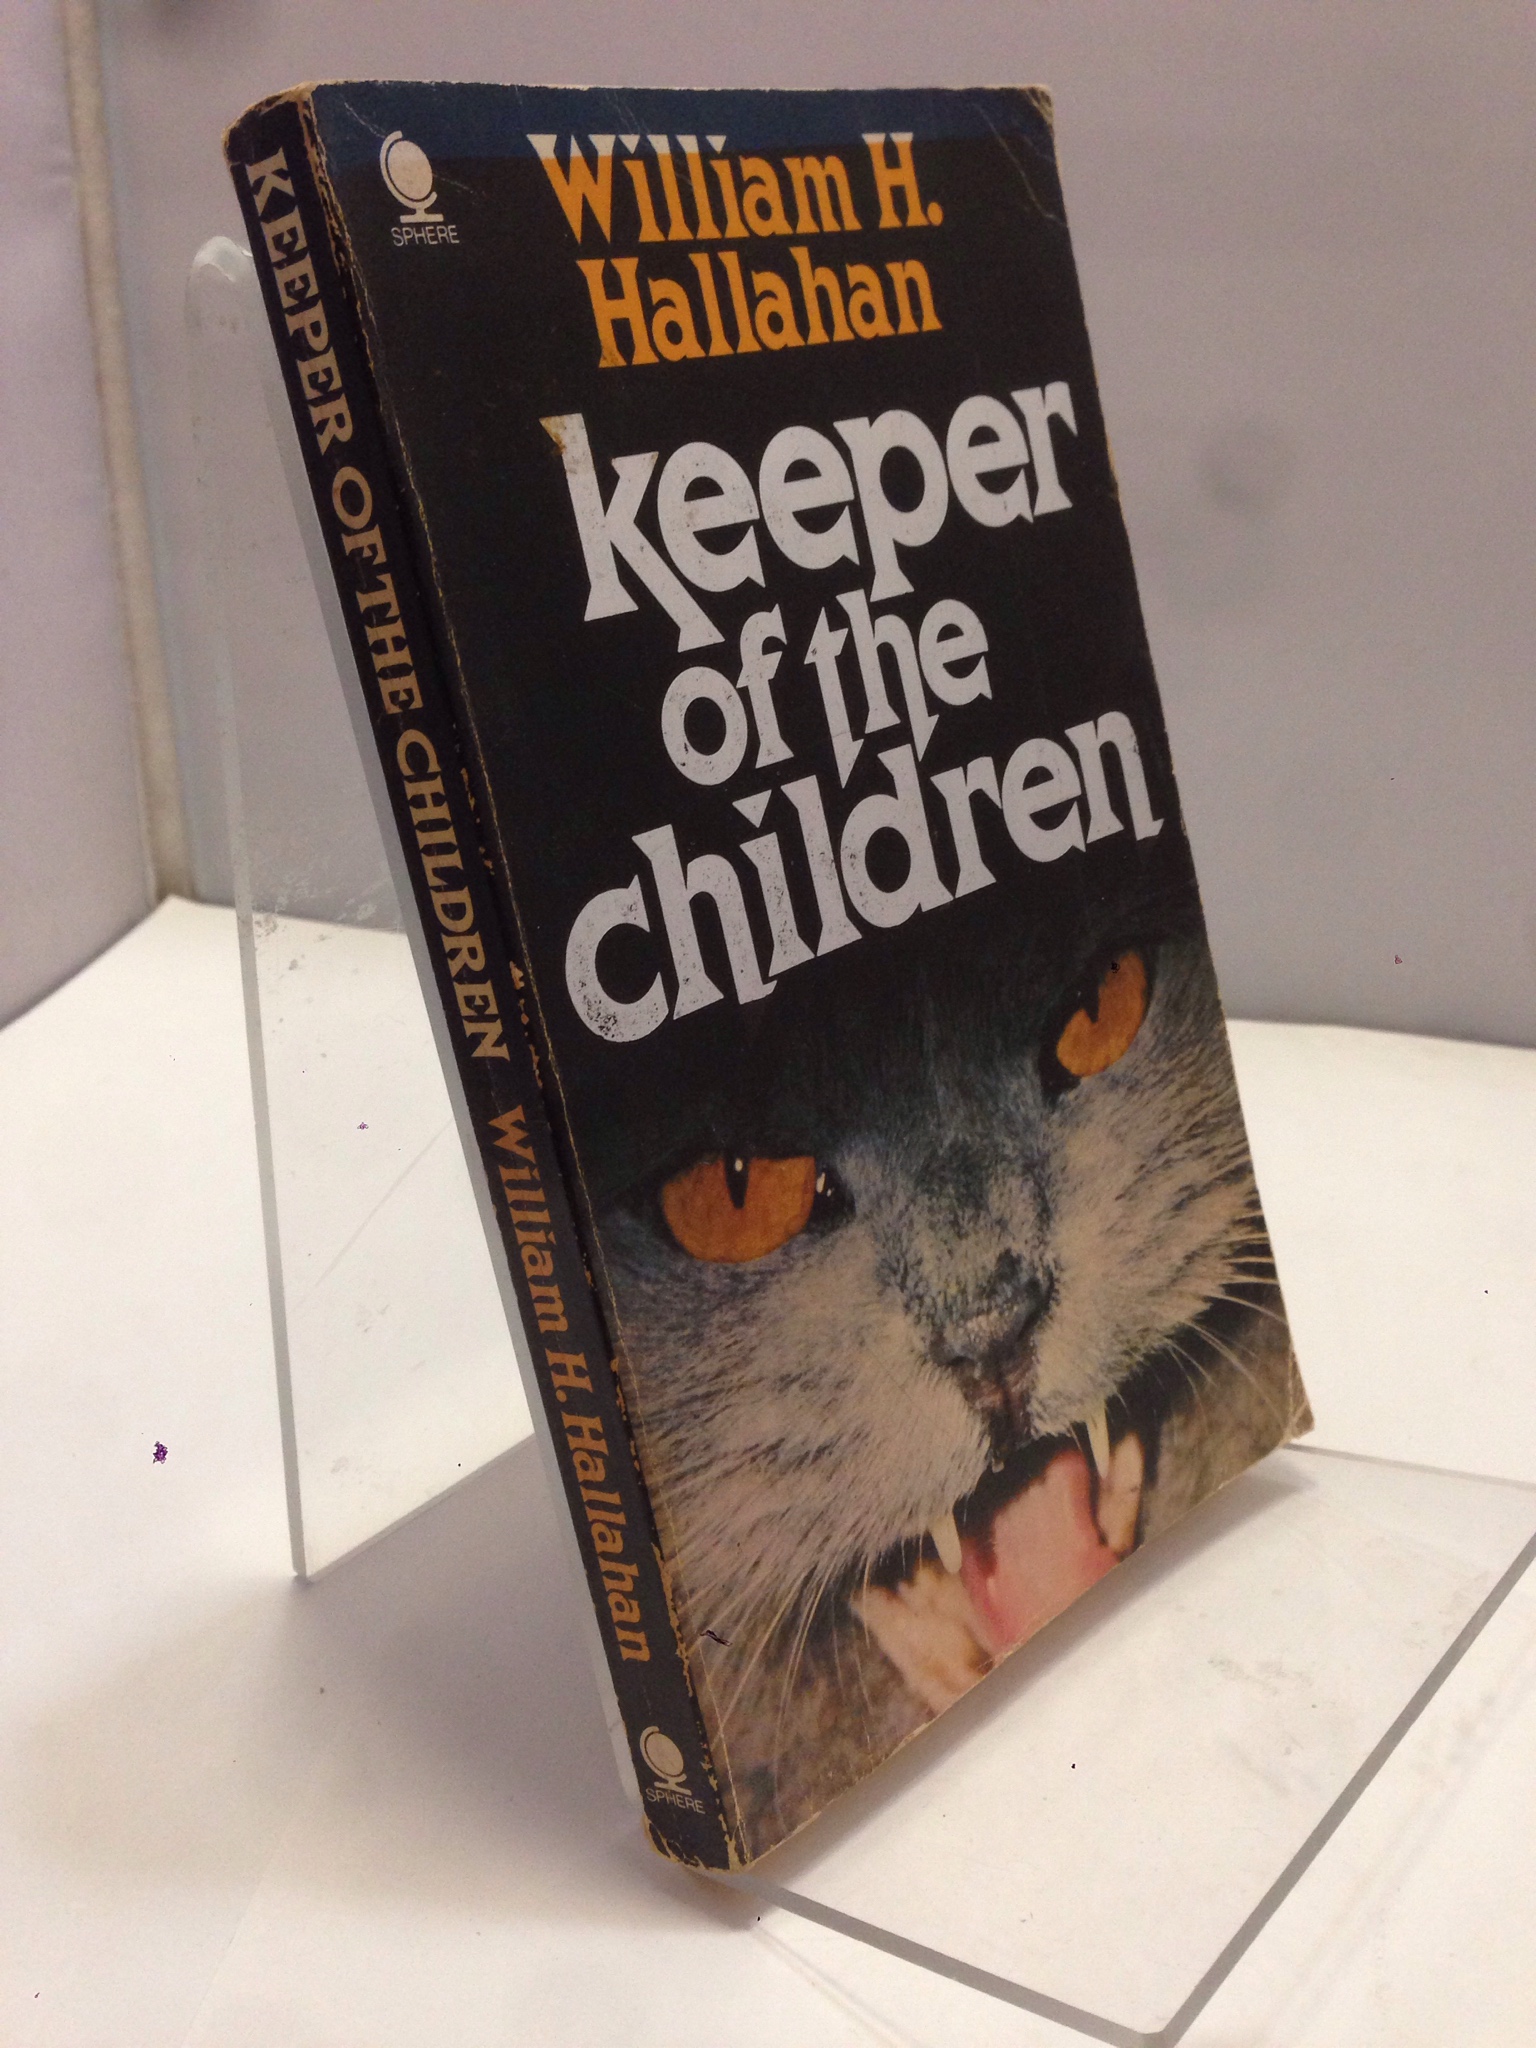 SPHERE
William H.
Hallahan
keeper
of the
children
KEEPER OF THE CHILDREN William H. Hallahan
SPHERE